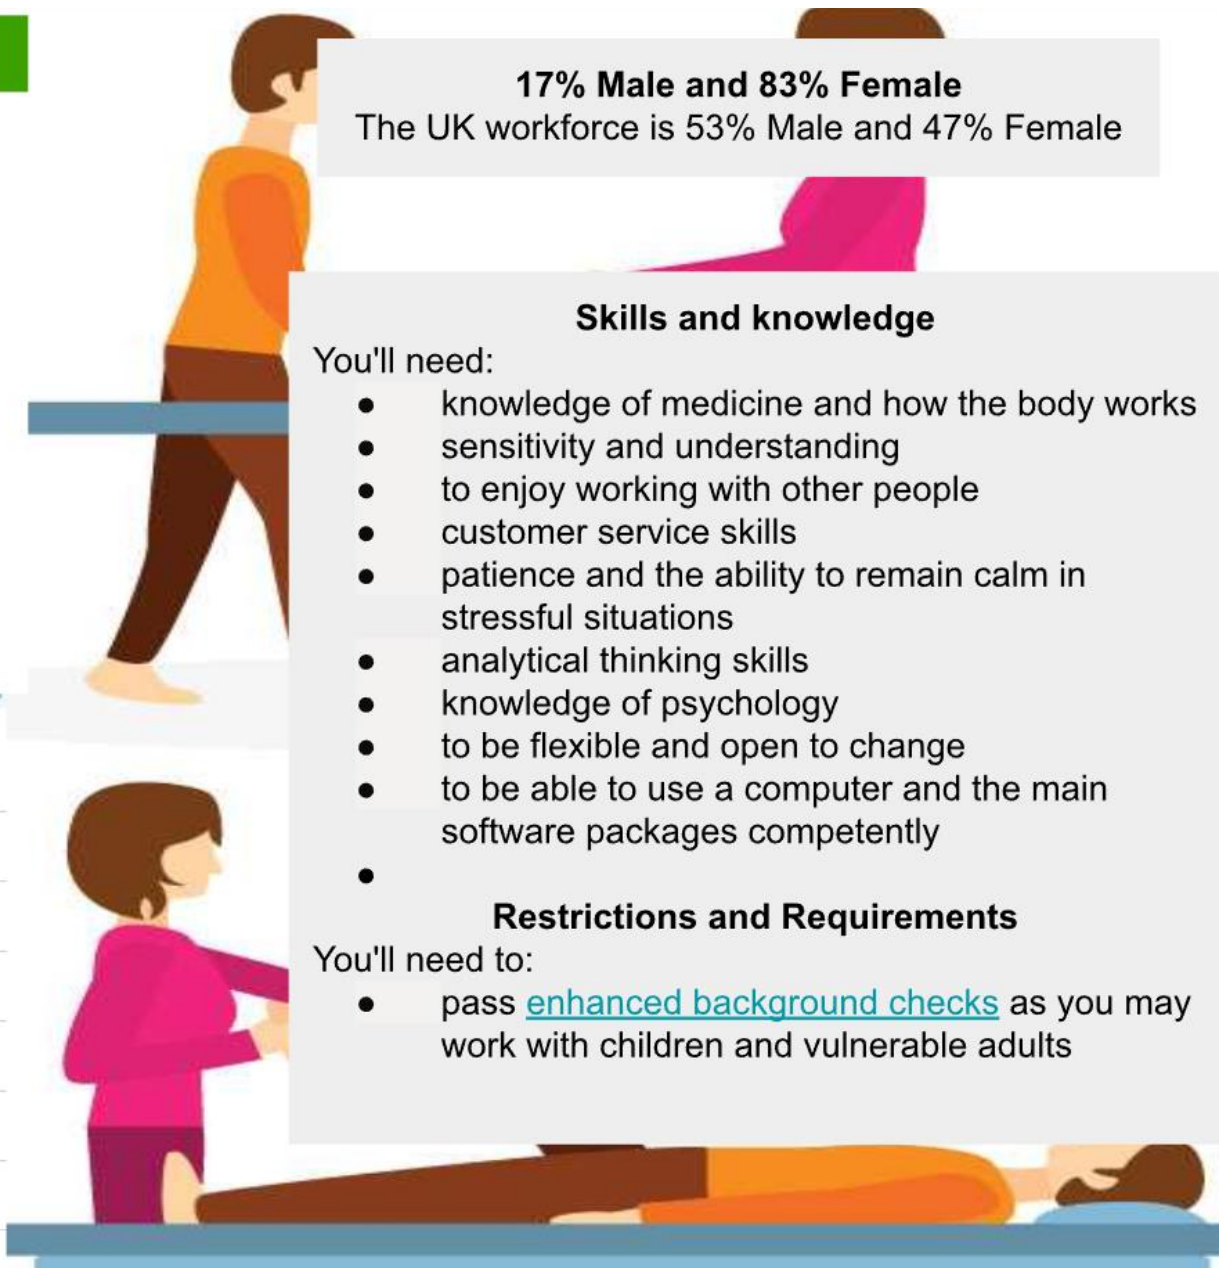 17% Male and 83% Female
The UK workforce is 53% Male and 47% Female
Skills and knowledge
You'll need:
● knowledge of medicine and how the body works
● sensitivity and understanding
● to enjoy working with other people
● customer service skills
● patience and the ability to remain calm in
stressful situations
● analytical thinking skills
● knowledge of psychology
● to be flexible and open to change
● to be able to use a computer and the main
software packages competently
●
Restrictions and Requirements
You'll need to:
● pass enhanced background checks as you may
work with children and vulnerable adults